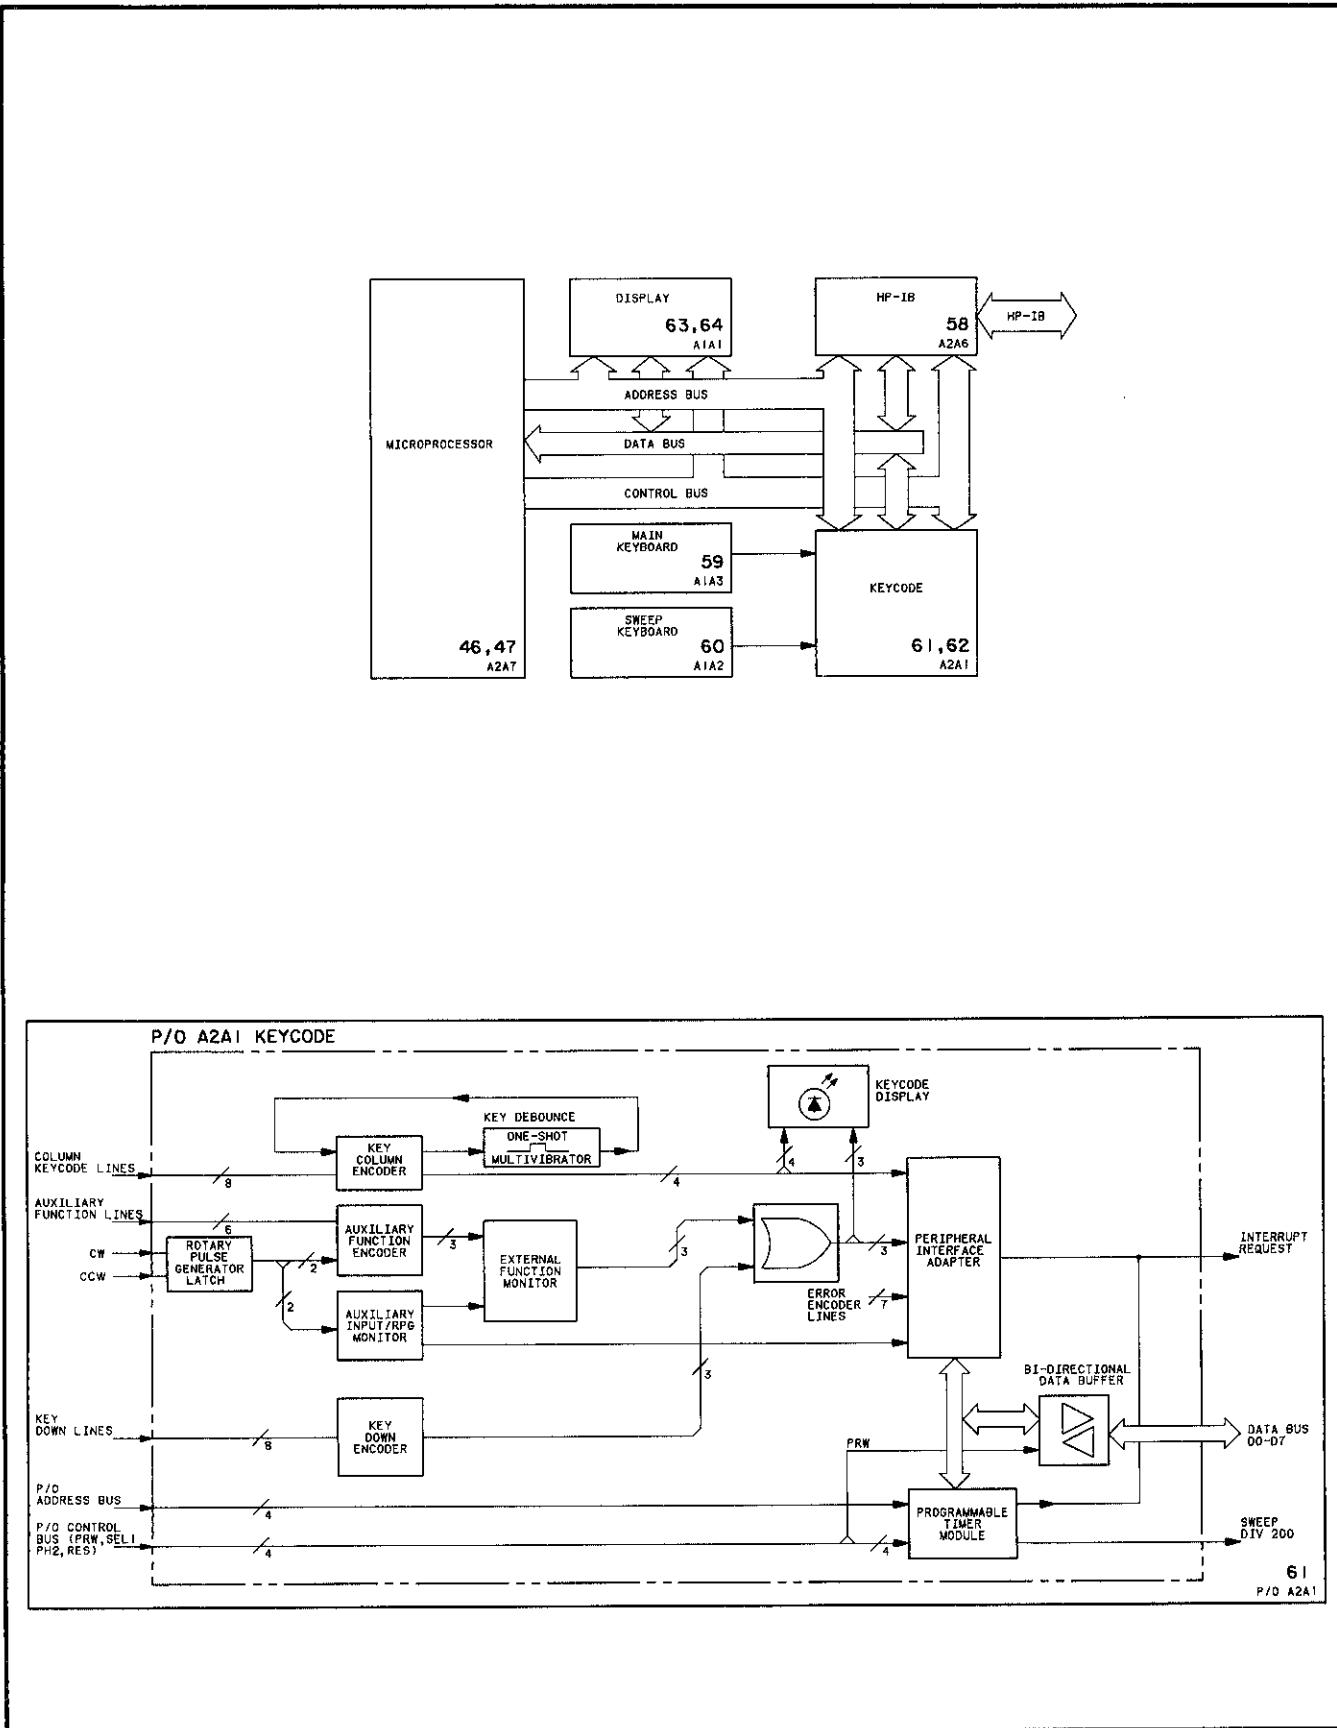 DISPLAY
63,64
A1A1
HP-IB
58
A2A6
HP-IB
ADDRESS BUS
MICROPROCESSOR
DATA BUS
CONTROL BUS
MAIN
KEYBOARD
59
A1A3
KEYCODE
SWEEP
KEYBOARD
60
A1A2
46,47
A2A7
61,62
A2A1
P/O A2A1 KEYCODE
KEYCODE
DISPLAY
KEY DEBOUNCE
ONE-SHOT
MULTIVIBRATOR
KEY
COLUMN
ENCODER
COLUMN
KEYCODE LINES
8
4
4
3
AUXILIARY
FUNCTION LINES
6
AUXILIARY
FUNCTION
ENCODER
3
CW
CCW
ROTARY
PULSE
GENERATOR
LATCH
2
2
EXTERNAL
FUNCTION
MONITOR
3
3
PERIPHERAL
INTERFACE
ADAPTER
INTERRUPT
REQUEST
AUXILIARY
INPUT/RPG
MONITOR
ERROR
ENCODER
LINES
7
3
BI-DIRECTIONAL
DATA BUFFER
KEY
DOWN LINES
8
KEY
DOWN
ENCODER
PRW
DATA BUS
D0-D7
P/O
ADDRESS BUS
4
P/O CONTROL
BUS (PRW,SEL1
PH2,RES)
4
4
PROGRAMMABLE
TIMER
MODULE
SWEEP
DIV 200
61
P/O A2A1